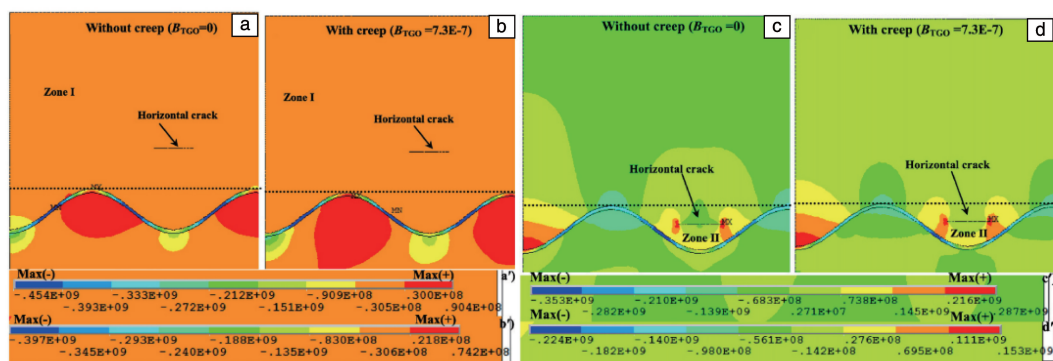 Without creep (BTGO=0) a
With creep (BTGO =7.3E-7) b
Without creep (BTGO=0) c
With creep (BTGO =7.3E-7) d
Zone I
Horizontal crack
Zone I
Horizontal crack
Horizontal crack
Zone II
Horizontal crack
Zone II
MX
MN
MX
MN
MX
MX
Max(-) Max(+) a')
-.454E+09 -.333E+09 -.212E+09 -.909E+08 .300E+08
-.393E+09 -.272E+09 -.151E+09 -.305E+08 .904E+08
Max(-) Max(+) b')
-.397E+09 -.293E+09 -.188E+09 -.830E+08 .218E+08
-.345E+09 -.240E+09 -.135E+09 -.306E+08 .742E+08
Max(-) Max(+) c')
-.353E+09 -.210E+09 -.683E+08 .738E+08 .216E+09
-.282E+09 -.139E+09 .271E+07 .145E+09 .287E+09
Max(-) Max(+) d')
-.224E+09 -.140E+09 -.561E+08 .276E+08 .111E+09
-.182E+09 -.980E+08 -.142E+08 .695E+08 .153E+09